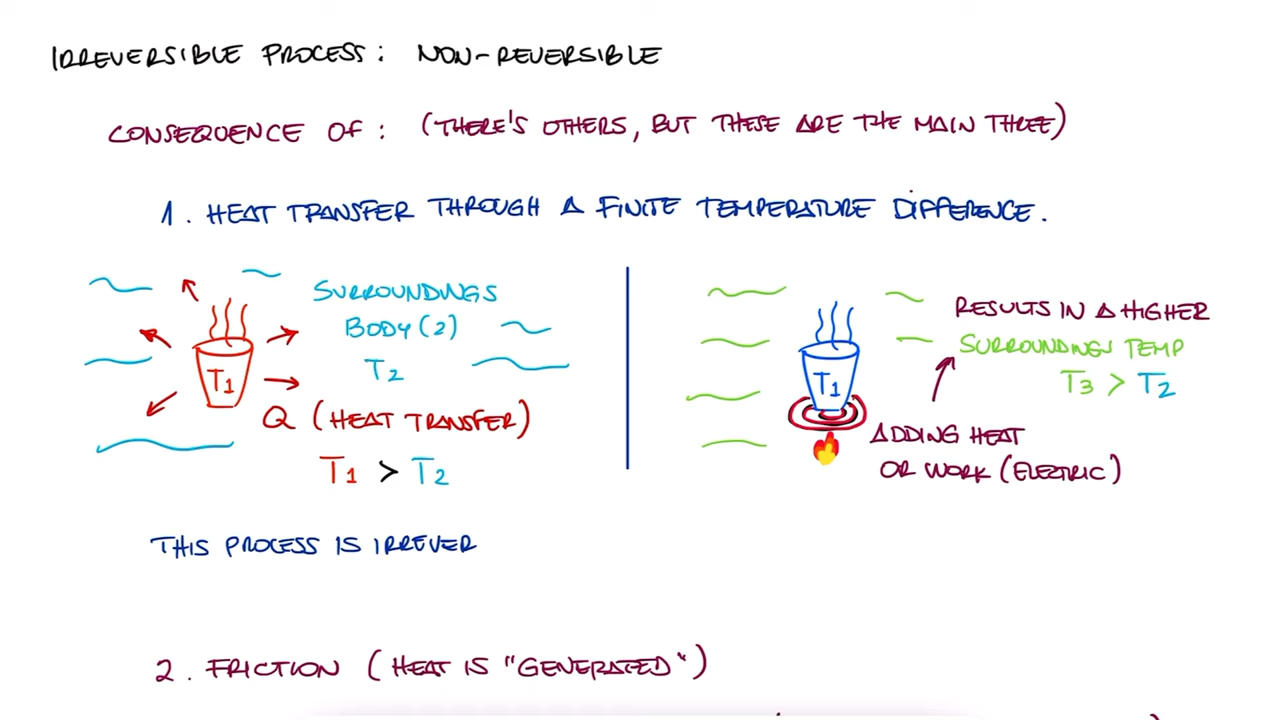 IRREVERSIBLE PROCESS: NON-REVERSIBLE
CONSEQUENCE OF: (THERE'S OTHERS, BUT THESE ARE THE MAIN THREE)
1. HEAT TRANSFER THROUGH A FINITE TEMPERATURE DIFFERENCE.
SURROUNDINGS
BODY (2)
T2
T1
Q (HEAT TRANSFER)
T1 > T2
RESULTS IN A HIGHER
SURROUNDINGS TEMP
T3 > T2
T1
ADDING HEAT
OR WORK (ELECTRIC)
THIS PROCESS IS IRREVER
2. FRICTION (HEAT IS "GENERATED")